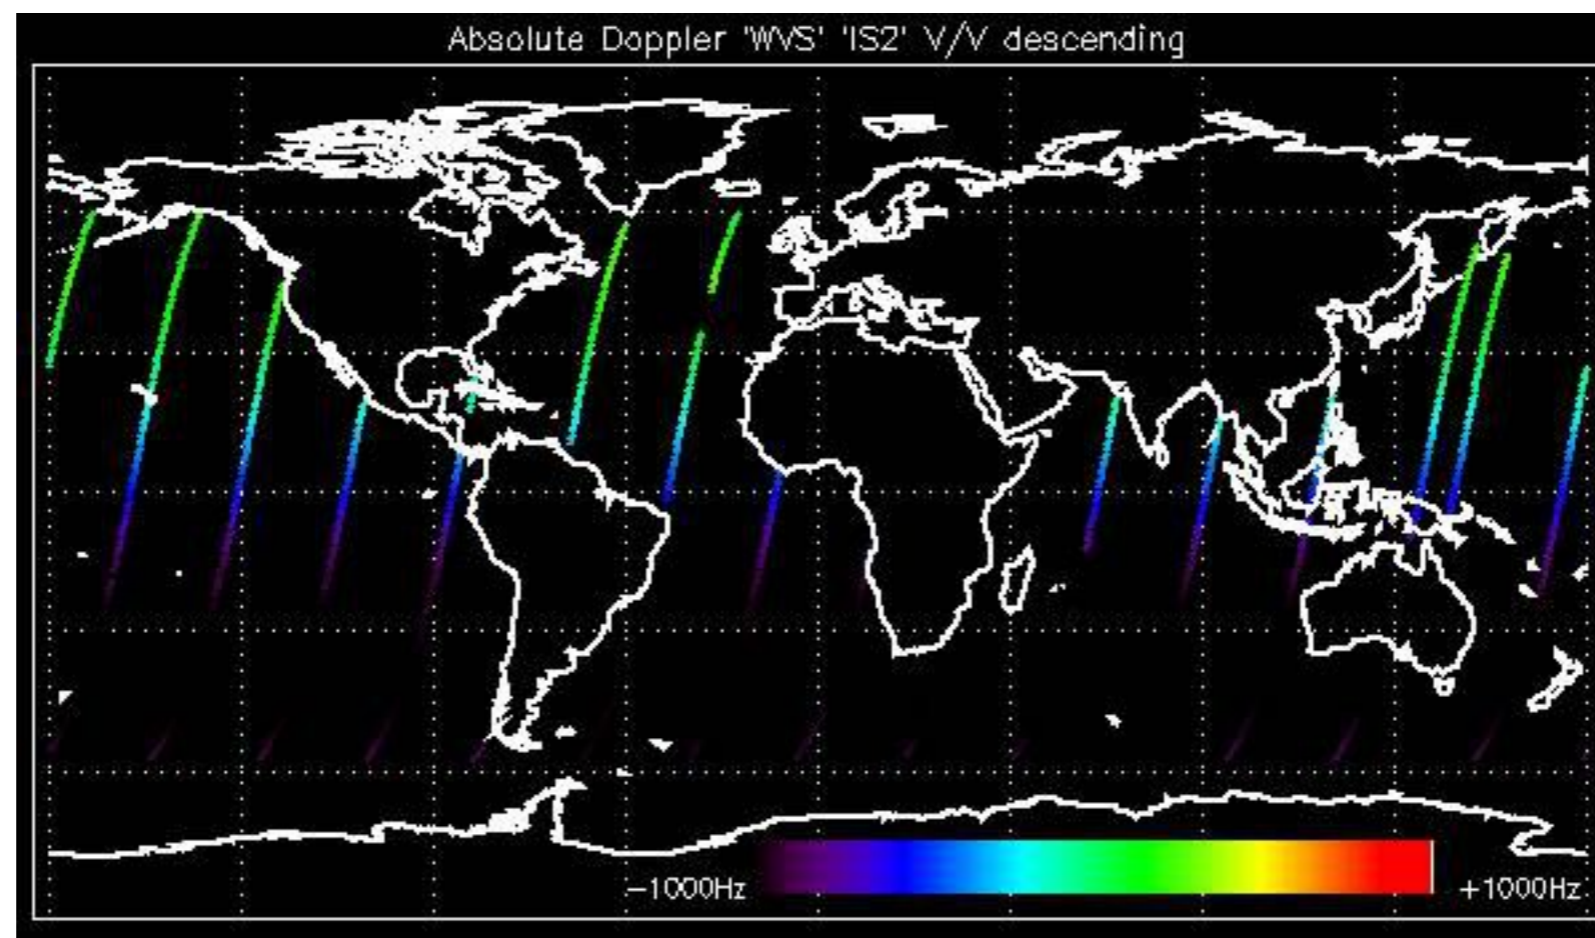 Absolute Doppler 'WVS' 'IS2' V/V descending
−1000Hz
+1000Hz